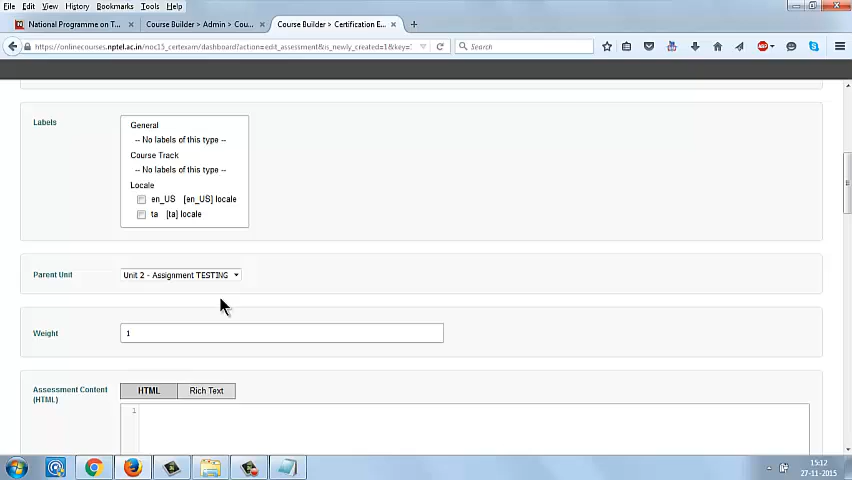 File Edit View History Bookmarks Tools Help
National Programme on T...
Course Builder > Admin > Cou...
Course Builder > Certification E...
https://onlinecourses.nptel.ac.in/noc15_certexam/dashboard?action=edit_assessment&is_newly_created=1&key=
Search
Labels
General
-- No labels of this type --
Course Track
-- No labels of this type --
Locale
en_US [en_US] locale
ta [ta] locale
Parent Unit
Unit 2 - Assignment TESTING
Weight
1
Assessment Content
(HTML)
HTML
Rich Text
1
15:12
27-11-2015